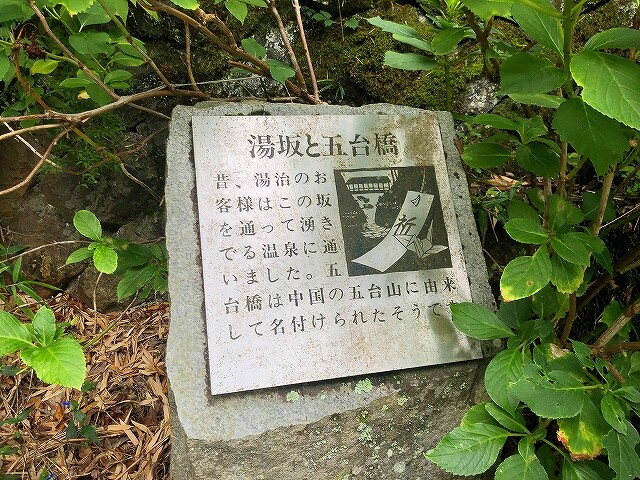 湯坂と五台橋
昔、湯治のお
客様はこの坂
を通って湧き
でる温泉に通
いました。五
台橋は中国の五台山に由来
して名付けられたそうです
祈